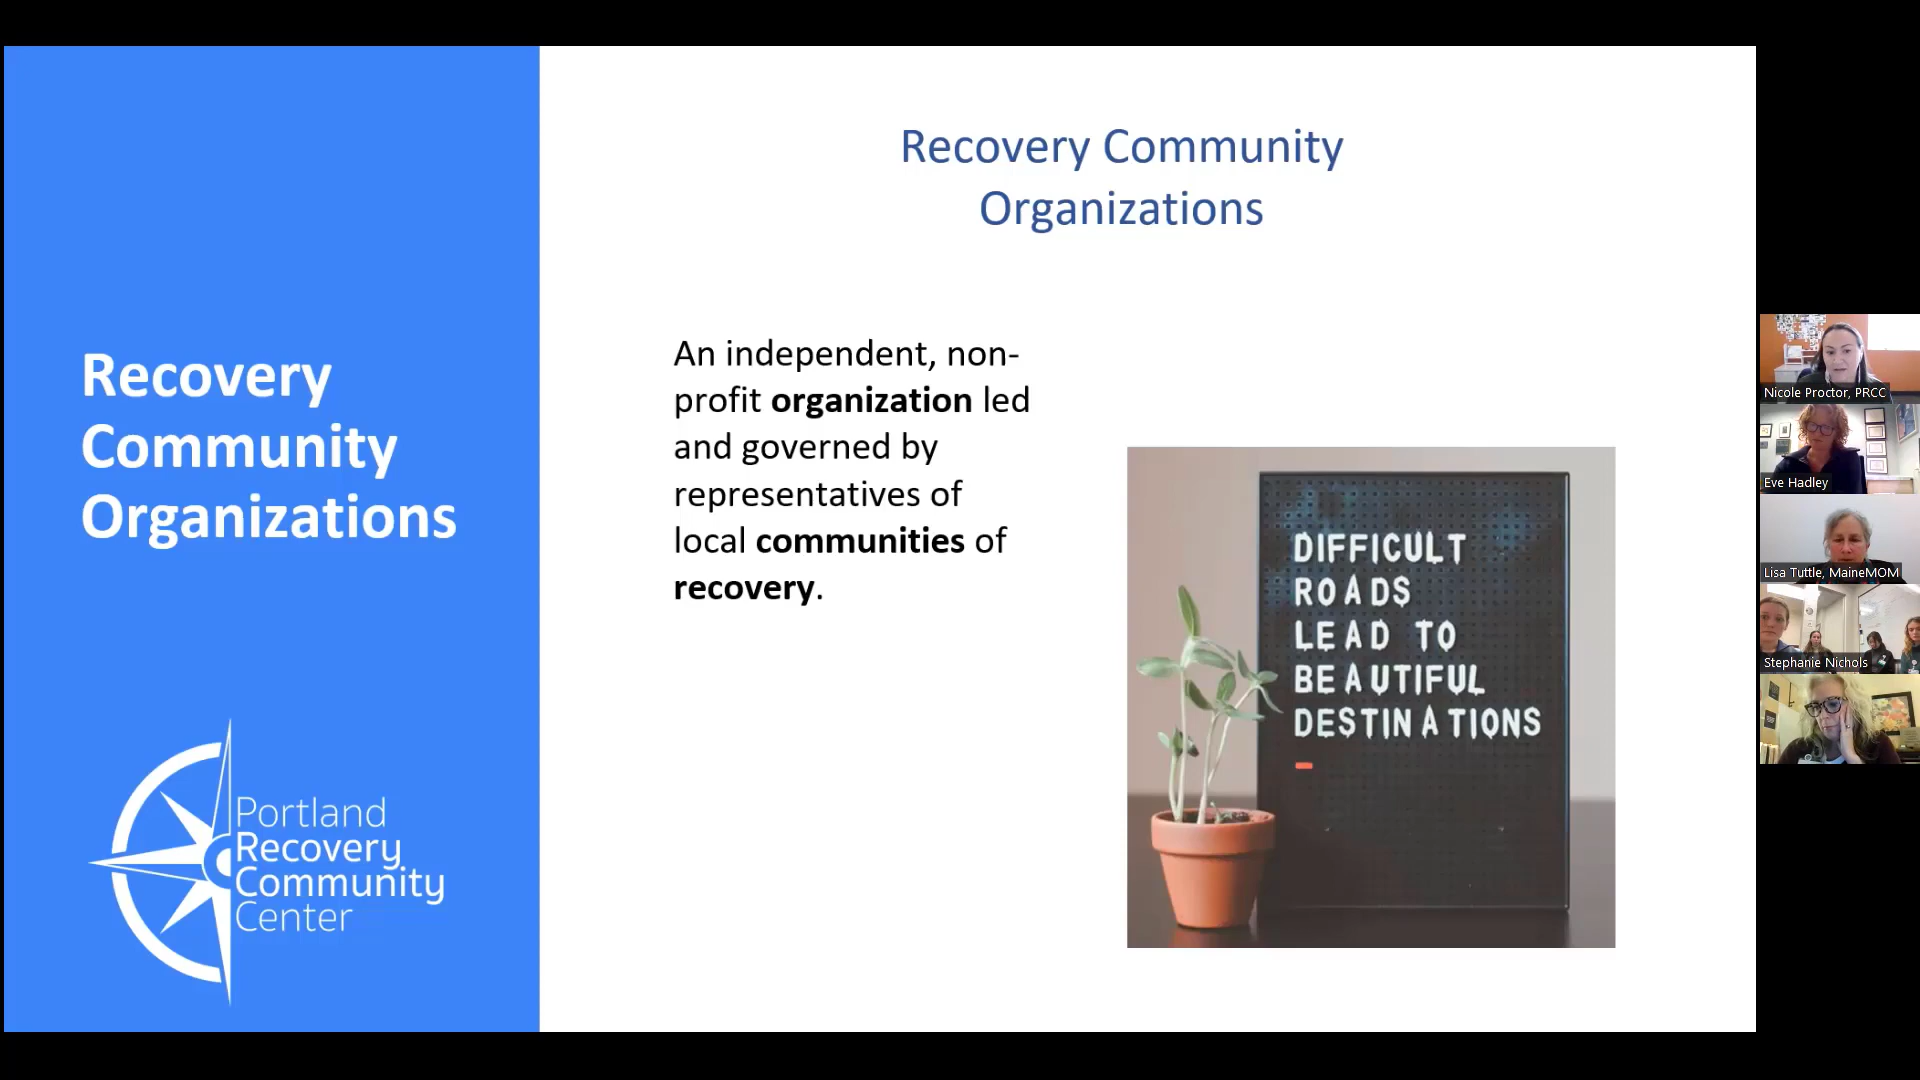 Recovery
Community
Organizations
Portland
Recovery
Community
Center
Recovery Community
Organizations
An independent, non-
profit organization led
and governed by
representatives of
local communities of
recovery.
DIFFICULT
ROADS
LEAD TO
BEAUTIFUL
DESTINATIONS
Nicole Proctor, PRCC
Eve Hadley
Lisa Tuttle, MaineMOM
Stephanie Nichols